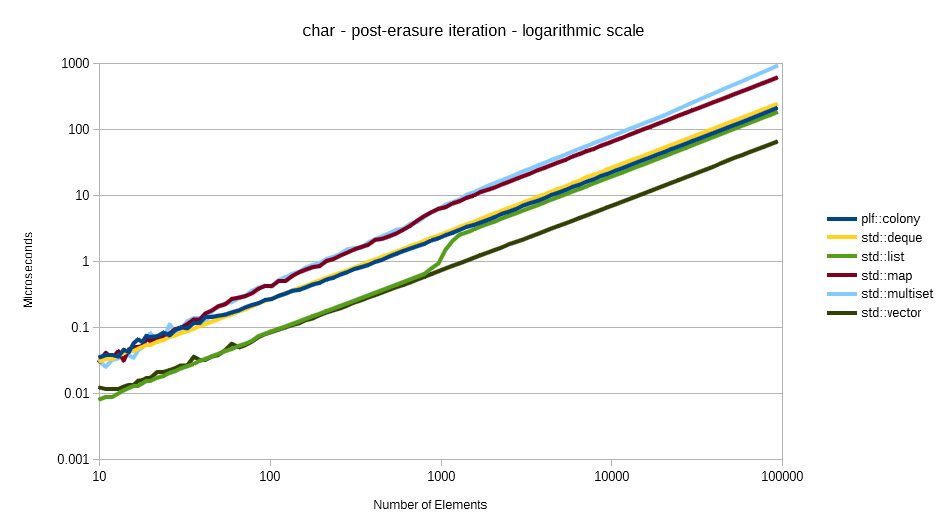 char - post-erasure iteration - logarithmic scale
1000
100
10
1
0.1
0.01
0.001
Microseconds
10
100
1000
10000
100000
Number of Elements
plf::colony
std::deque
std::list
std::map
std::multiset
std::vector